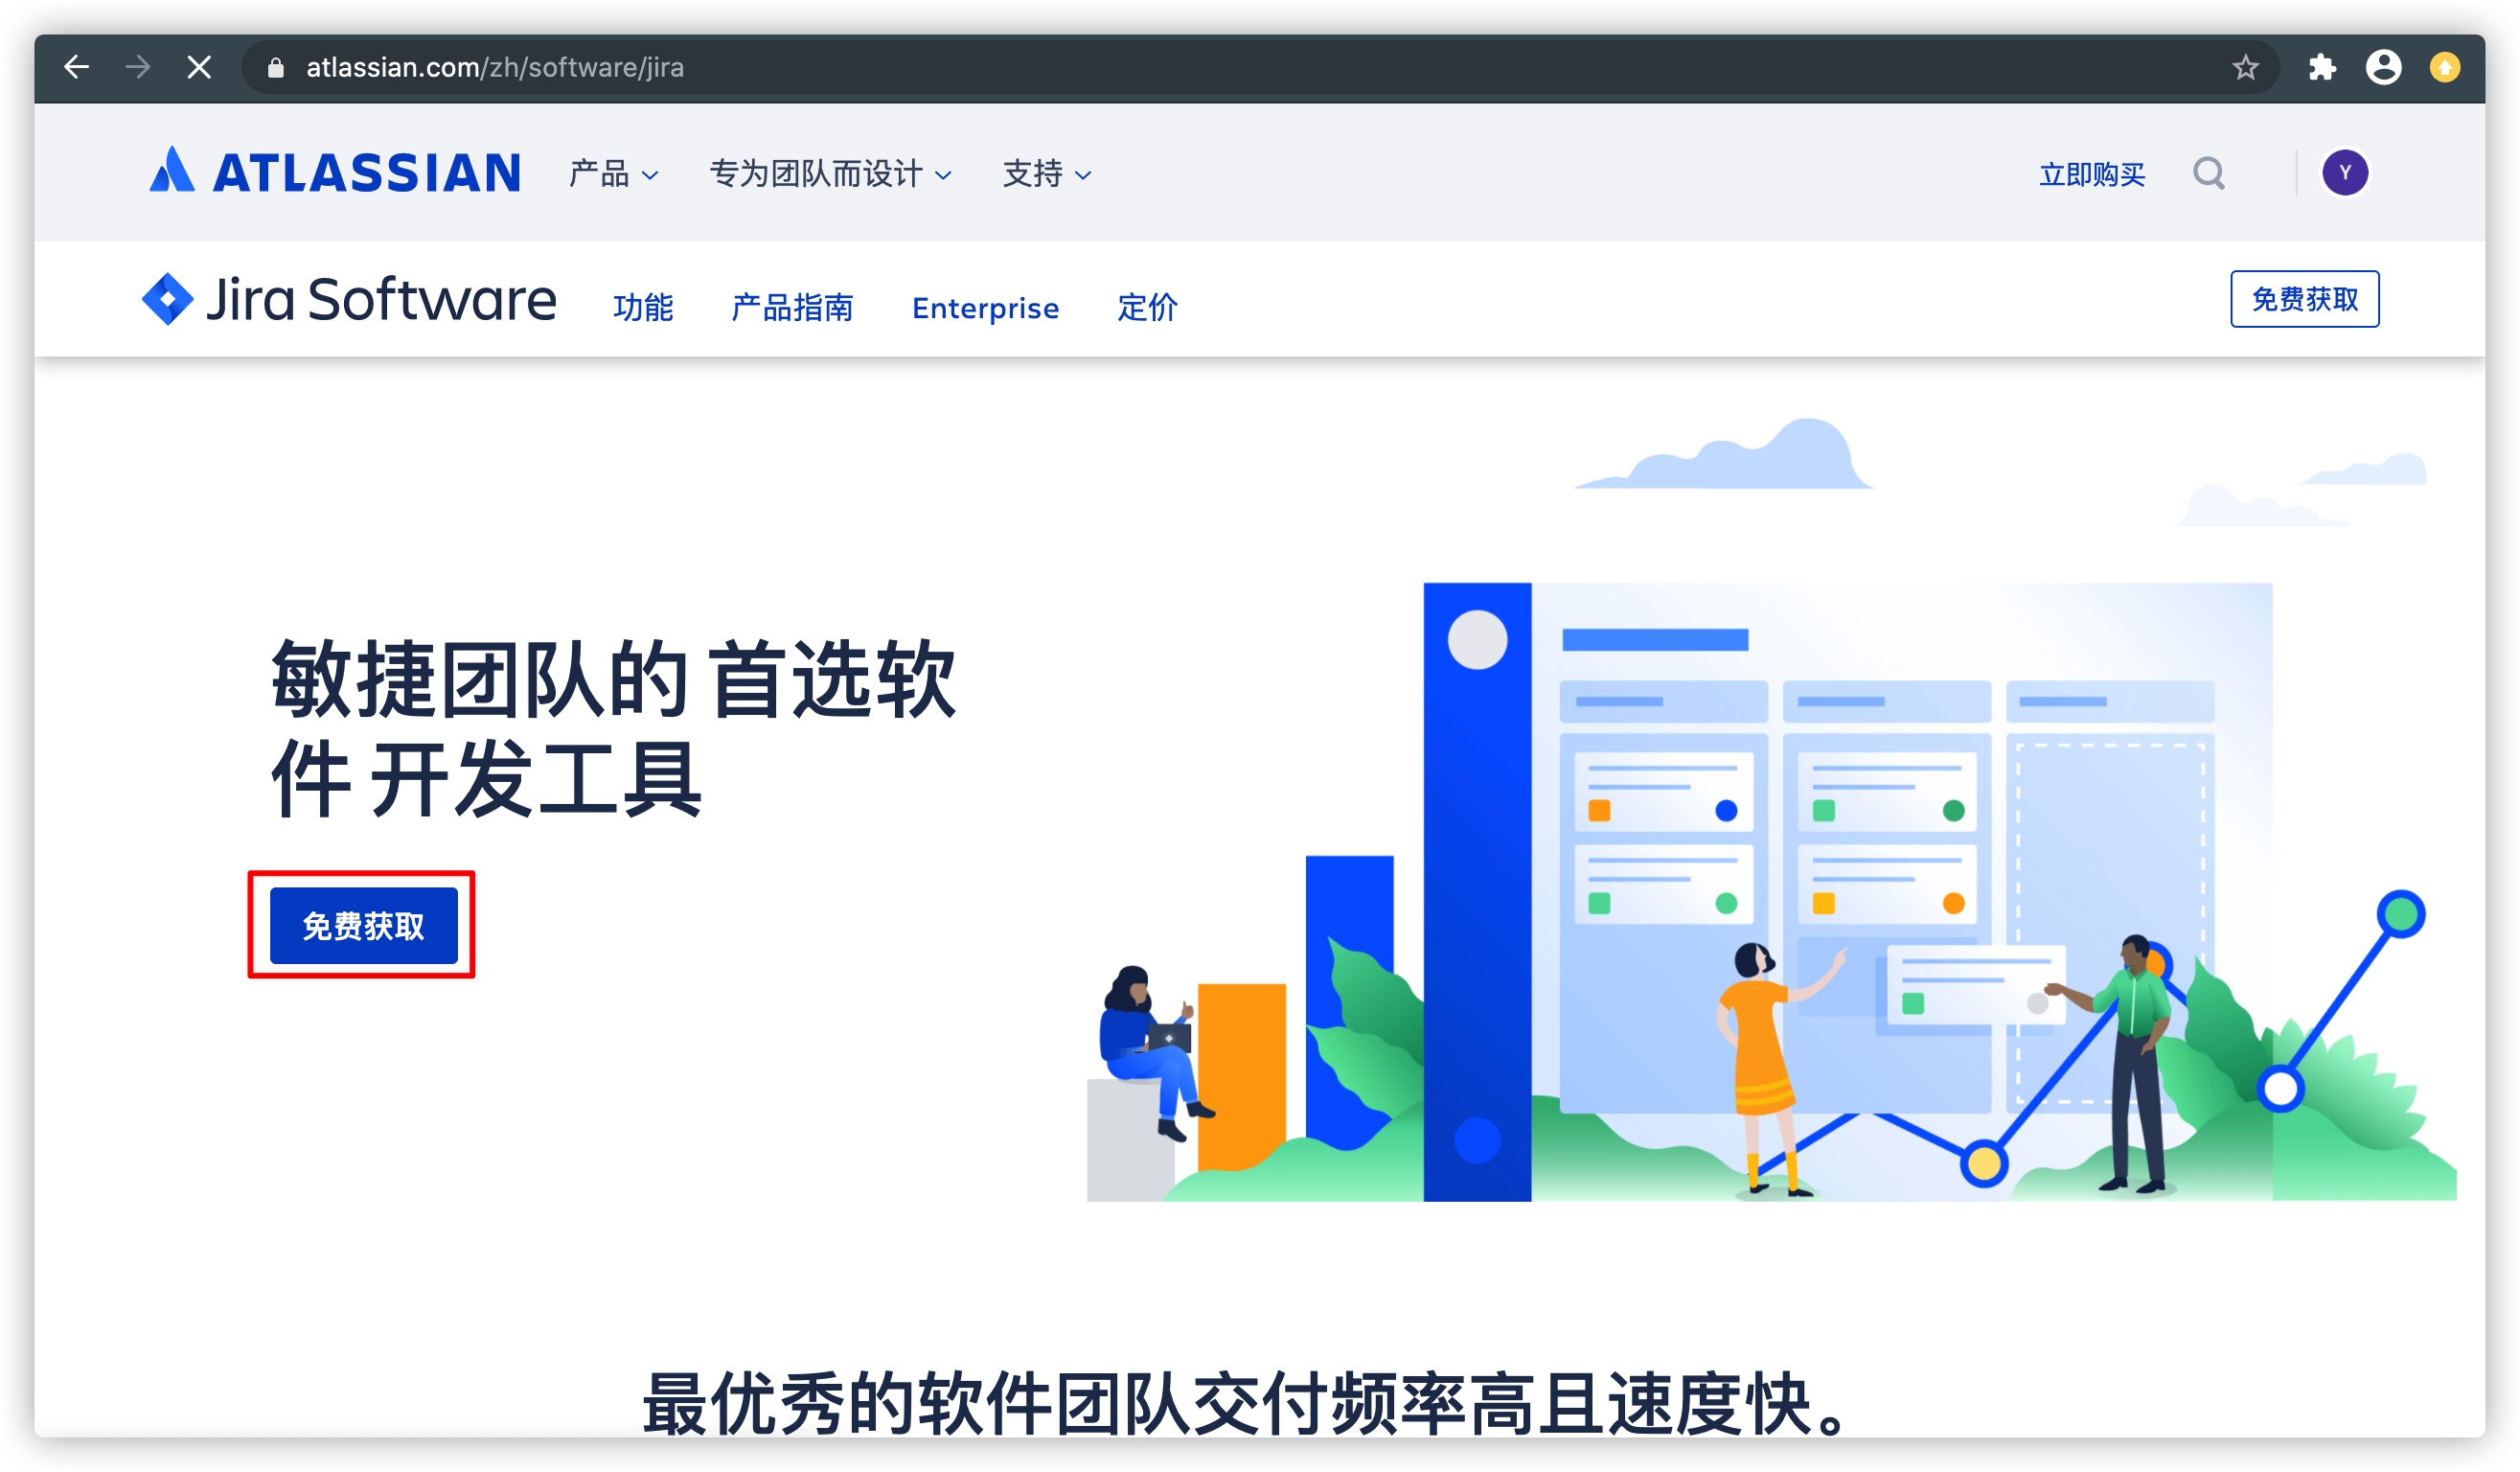 atlassian.com/zh/software/jira
ATLASSIAN 产品 专为团队而设计 支持 立即购买 Y
Jira Software 功能 产品指南 Enterprise 定价 免费获取
敏捷团队的 首选软
件 开发工具
免费获取
最优秀的软件团队交付频率高且速度快。